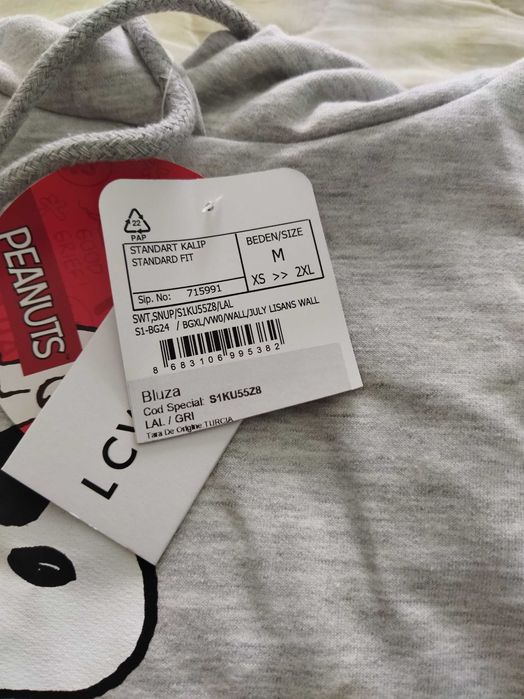 PEANUTS
22
PAP
STANDART KALIP
STANDARD FIT
BEDEN/SIZE
M
XS >> 2XL
Sip. No: 715991
SWT,SNUP/S1KU55Z8/LAL
S1-BG24 / BGXL/VW0/WALL/JULY LISANS WALL
8 683106 995382
Bluza
Cod Special: S1KU55Z8
LAL / GRI
Tara De Origine TURCIA
LCW